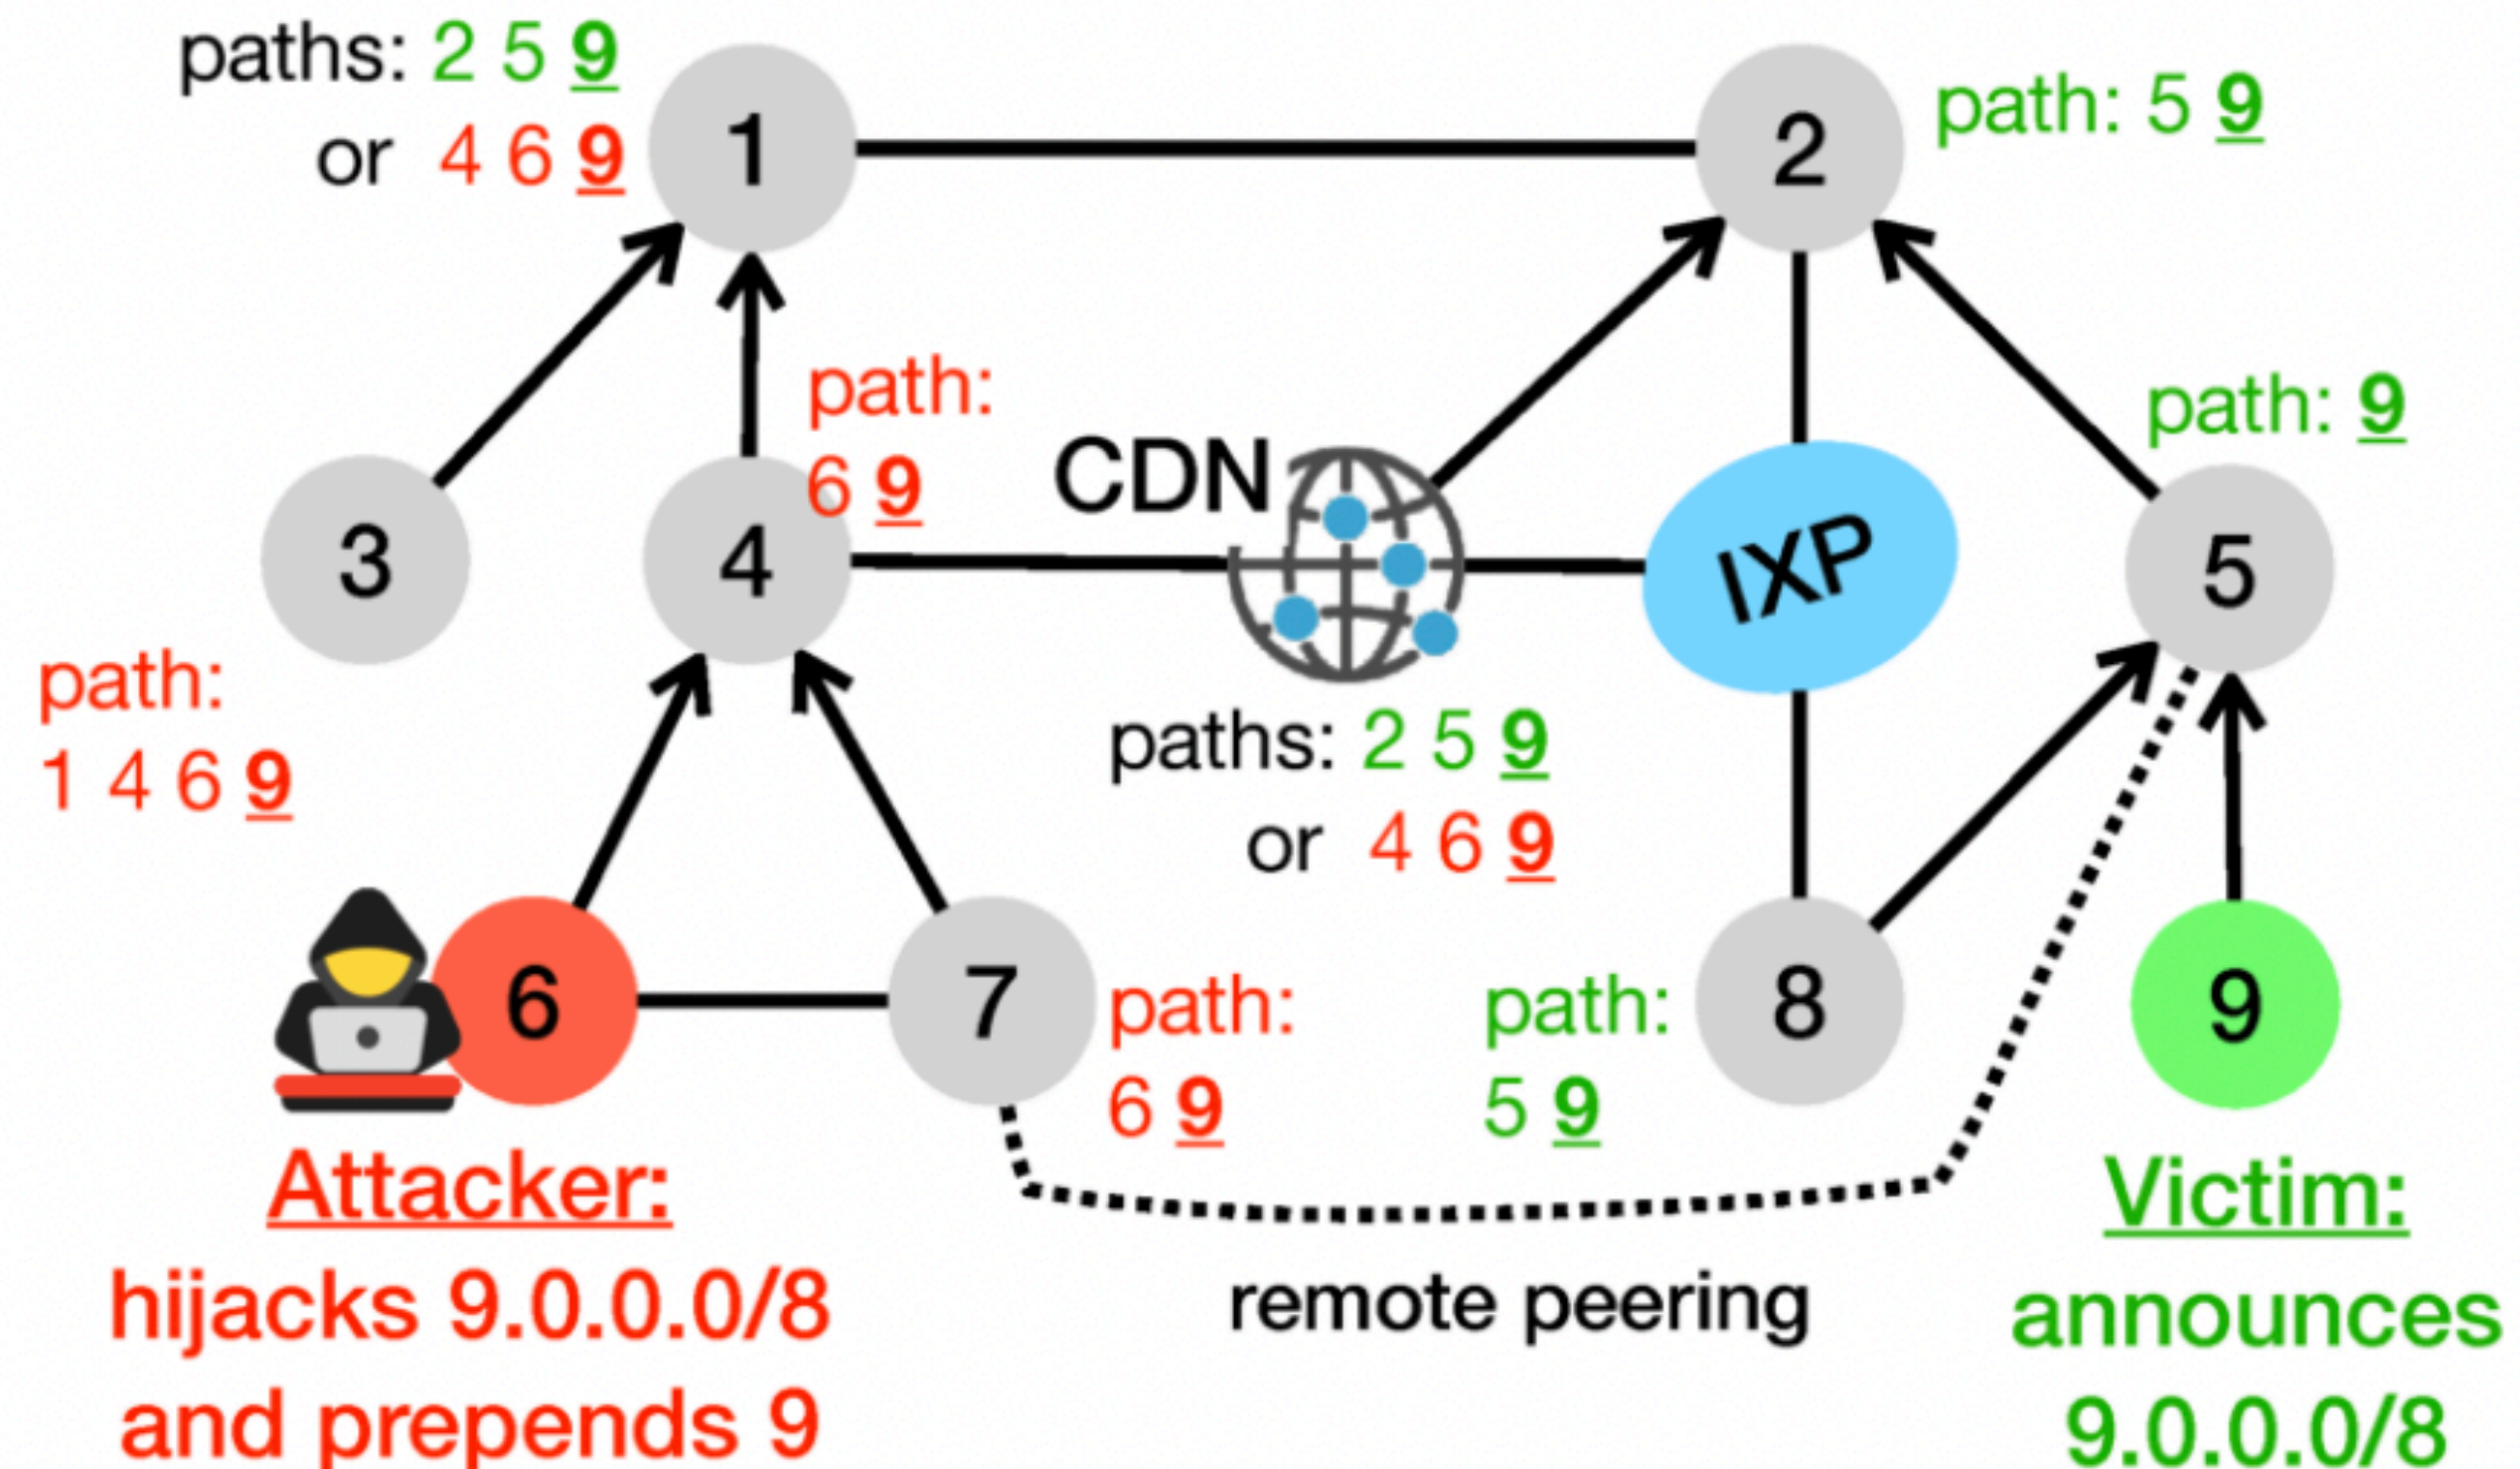 paths: 2 5 9
or 4 6 9
1
2
path: 5 9
path:
6 9
path: 9
CDN
3
4
IXP
5
path:
1 4 6 9
paths: 2 5 9
or 4 6 9
6
7
path:
6 9
path:
5 9
8
9
Attacker:
hijacks 9.0.0.0/8
and prepends 9
remote peering
Victim:
announces
9.0.0.0/8